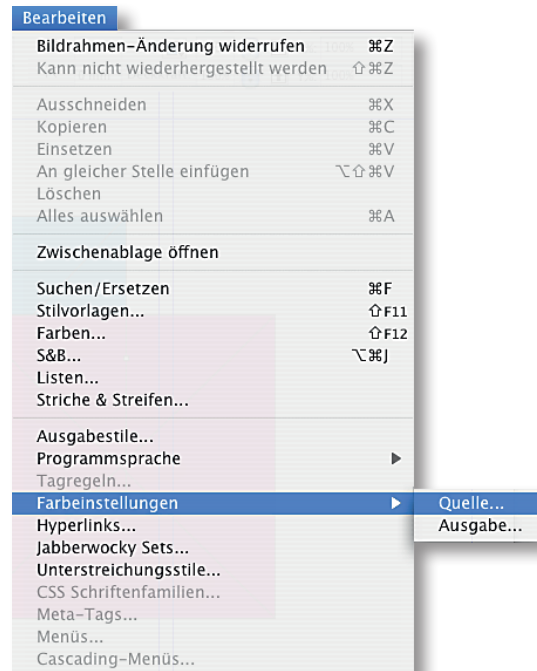 Bearbeiten
Bildrahmen-Änderung widerrufen ⌘Z
Kann nicht wiederhergestellt werden ⇧⌘Z
Ausschneiden ⌘X
Kopieren ⌘C
Einsetzen ⌘V
An gleicher Stelle einfügen ⌥⇧⌘V
Löschen
Alles auswählen ⌘A
Zwischenablage öffnen
Suchen/Ersetzen ⌘F
Stilvorlagen... ⇧F11
Farben... ⇧F12
S&B... ⌥⌘J
Listen...
Striche & Streifen...
Ausgabestile...
Programmsprache
Tagregeln...
Farbeinstellungen Quelle...
Hyperlinks... Ausgabe...
Jabberwocky Sets...
Unterstreichungsstile...
CSS Schriftenfamilien...
Meta-Tags...
Menüs...
Cascading-Menüs...